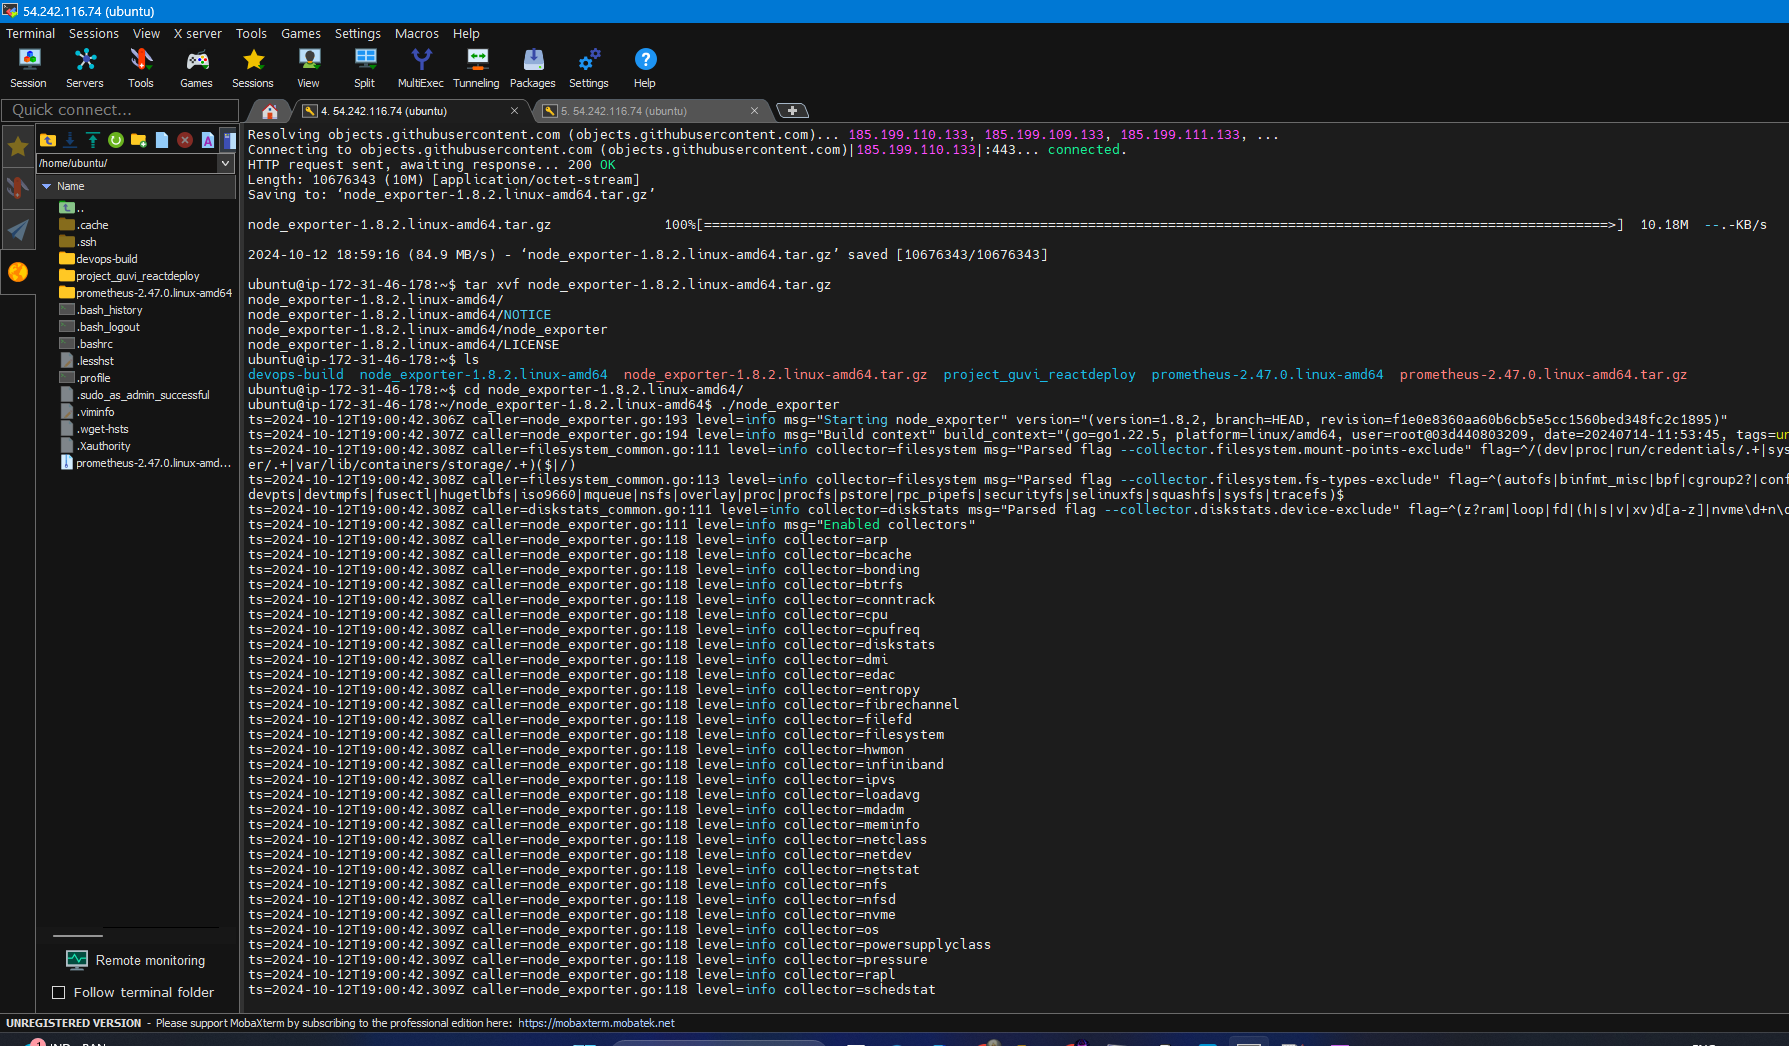 54.242.116.74 (ubuntu)
Terminal Sessions View X server Tools Games Settings Macros Help
Session Servers Tools Games Sessions View Split MultiExec Tunneling Packages Settings Help
Quick connect...
4. 54.242.116.74 (ubuntu)
5. 54.242.116.74 (ubuntu)
/home/ubuntu/
Name
..
.cache
.ssh
devops-build
project_guvi_reactdeploy
prometheus-2.47.0.linux-amd64
.bash_history
.bash_logout
.bashrc
.lesshst
.profile
.sudo_as_admin_successful
.viminfo
.wget-hsts
.Xauthority
prometheus-2.47.0.linux-amd...
Remote monitoring
Follow terminal folder
Resolving objects.githubusercontent.com (objects.githubusercontent.com)... 185.199.110.133, 185.199.109.133, 185.199.111.133, ...
Connecting to objects.githubusercontent.com (objects.githubusercontent.com)|185.199.110.133|:443... connected.
HTTP request sent, awaiting response... 200 OK
Length: 10676343 (10M) [application/octet-stream]
Saving to: ‘node_exporter-1.8.2.linux-amd64.tar.gz’
node_exporter-1.8.2.linux-amd64.tar.gz 100%[=================================================================================================================>] 10.18M --.-KB/s
2024-10-12 18:59:16 (84.9 MB/s) - ‘node_exporter-1.8.2.linux-amd64.tar.gz’ saved [10676343/10676343]
ubuntu@ip-172-31-46-178:~$ tar xvf node_exporter-1.8.2.linux-amd64.tar.gz
node_exporter-1.8.2.linux-amd64/
node_exporter-1.8.2.linux-amd64/NOTICE
node_exporter-1.8.2.linux-amd64/node_exporter
node_exporter-1.8.2.linux-amd64/LICENSE
ubuntu@ip-172-31-46-178:~$ ls
devops-build node_exporter-1.8.2.linux-amd64 node_exporter-1.8.2.linux-amd64.tar.gz project_guvi_reactdeploy prometheus-2.47.0.linux-amd64 prometheus-2.47.0.linux-amd64.tar.gz
ubuntu@ip-172-31-46-178:~$ cd node_exporter-1.8.2.linux-amd64/
ubuntu@ip-172-31-46-178:~/node_exporter-1.8.2.linux-amd64$ ./node_exporter
ts=2024-10-12T19:00:42.306Z caller=node_exporter.go:193 level=info msg="Starting node_exporter" version="(version=1.8.2, branch=HEAD, revision=f1e0e8360aa60b6cb5e5cc1560bed348fc2c1895)"
ts=2024-10-12T19:00:42.307Z caller=node_exporter.go:194 level=info msg="Build context" build_context="(go=go1.22.5, platform=linux/amd64, user=root@03d440803209, date=20240714-11:53:45, tags=un
ts=2024-10-12T19:00:42.308Z caller=filesystem_common.go:111 level=info collector=filesystem msg="Parsed flag --collector.filesystem.mount-points-exclude" flag=^/(dev|proc|run/credentials/.+|sys
er/.+|var/lib/containers/storage/.+)($|/)
ts=2024-10-12T19:00:42.308Z caller=filesystem_common.go:113 level=info collector=filesystem msg="Parsed flag --collector.filesystem.fs-types-exclude" flag=^(autofs|binfmt_misc|bpf|cgroup2?|conf
devpts|devtmpfs|fusectl|hugetlbfs|iso9660|mqueue|nsfs|overlay|proc|procfs|pstore|rpc_pipefs|securityfs|selinuxfs|squashfs|sysfs|tracefs)$
ts=2024-10-12T19:00:42.308Z caller=diskstats_common.go:111 level=info collector=diskstats msg="Parsed flag --collector.diskstats.device-exclude" flag=^(z?ram|loop|fd|(h|s|v|xv)d[a-z]|nvme\d+n\d
ts=2024-10-12T19:00:42.308Z caller=node_exporter.go:111 level=info msg="Enabled collectors"
ts=2024-10-12T19:00:42.308Z caller=node_exporter.go:118 level=info collector=arp
ts=2024-10-12T19:00:42.308Z caller=node_exporter.go:118 level=info collector=bcache
ts=2024-10-12T19:00:42.308Z caller=node_exporter.go:118 level=info collector=bonding
ts=2024-10-12T19:00:42.308Z caller=node_exporter.go:118 level=info collector=btrfs
ts=2024-10-12T19:00:42.308Z caller=node_exporter.go:118 level=info collector=conntrack
ts=2024-10-12T19:00:42.308Z caller=node_exporter.go:118 level=info collector=cpu
ts=2024-10-12T19:00:42.308Z caller=node_exporter.go:118 level=info collector=cpufreq
ts=2024-10-12T19:00:42.308Z caller=node_exporter.go:118 level=info collector=diskstats
ts=2024-10-12T19:00:42.308Z caller=node_exporter.go:118 level=info collector=dmi
ts=2024-10-12T19:00:42.308Z caller=node_exporter.go:118 level=info collector=edac
ts=2024-10-12T19:00:42.308Z caller=node_exporter.go:118 level=info collector=entropy
ts=2024-10-12T19:00:42.308Z caller=node_exporter.go:118 level=info collector=fibrechannel
ts=2024-10-12T19:00:42.308Z caller=node_exporter.go:118 level=info collector=filefd
ts=2024-10-12T19:00:42.308Z caller=node_exporter.go:118 level=info collector=filesystem
ts=2024-10-12T19:00:42.308Z caller=node_exporter.go:118 level=info collector=hwmon
ts=2024-10-12T19:00:42.308Z caller=node_exporter.go:118 level=info collector=infiniband
ts=2024-10-12T19:00:42.308Z caller=node_exporter.go:118 level=info collector=ipvs
ts=2024-10-12T19:00:42.308Z caller=node_exporter.go:118 level=info collector=loadavg
ts=2024-10-12T19:00:42.308Z caller=node_exporter.go:118 level=info collector=mdadm
ts=2024-10-12T19:00:42.308Z caller=node_exporter.go:118 level=info collector=meminfo
ts=2024-10-12T19:00:42.308Z caller=node_exporter.go:118 level=info collector=netclass
ts=2024-10-12T19:00:42.308Z caller=node_exporter.go:118 level=info collector=netdev
ts=2024-10-12T19:00:42.308Z caller=node_exporter.go:118 level=info collector=netstat
ts=2024-10-12T19:00:42.308Z caller=node_exporter.go:118 level=info collector=nfs
ts=2024-10-12T19:00:42.308Z caller=node_exporter.go:118 level=info collector=nfsd
ts=2024-10-12T19:00:42.309Z caller=node_exporter.go:118 level=info collector=nvme
ts=2024-10-12T19:00:42.309Z caller=node_exporter.go:118 level=info collector=os
ts=2024-10-12T19:00:42.309Z caller=node_exporter.go:118 level=info collector=powersupplyclass
ts=2024-10-12T19:00:42.309Z caller=node_exporter.go:118 level=info collector=pressure
ts=2024-10-12T19:00:42.309Z caller=node_exporter.go:118 level=info collector=rapl
ts=2024-10-12T19:00:42.309Z caller=node_exporter.go:118 level=info collector=schedstat
UNREGISTERED VERSION - Please support MobaXterm by subscribing to the professional edition here: https://mobaxterm.mobatek.net